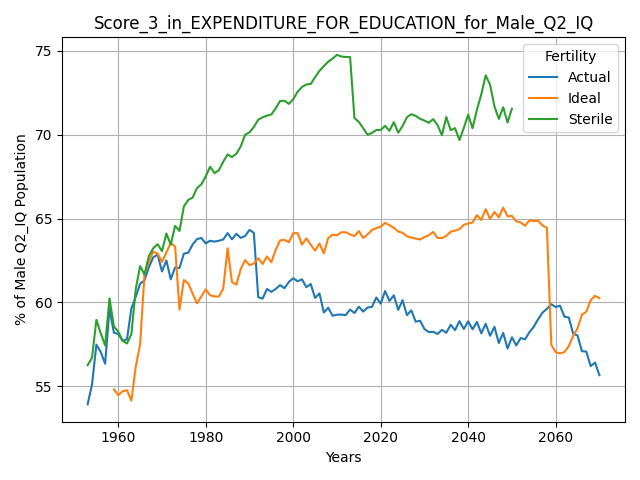 Score_3_in_EXPENDITURE_FOR_EDUCATION_for_Male_Q2_IQ
Fertility
Actual
Ideal
Sterile
% of Male Q2_IQ Population
75
70
65
60
55
1960
1980
2000
2020
2040
2060
Years